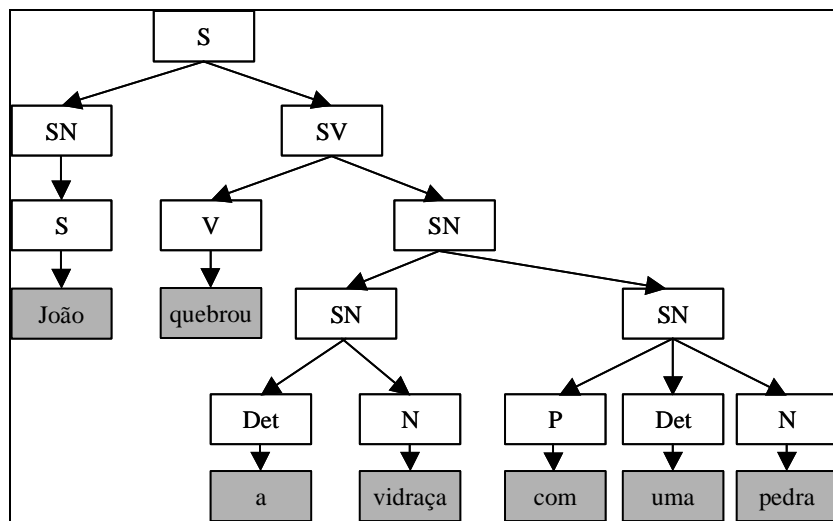 S
SN SV
S V SN
João quebrou SN SN
Det N P Det N
a vidraça com uma pedra